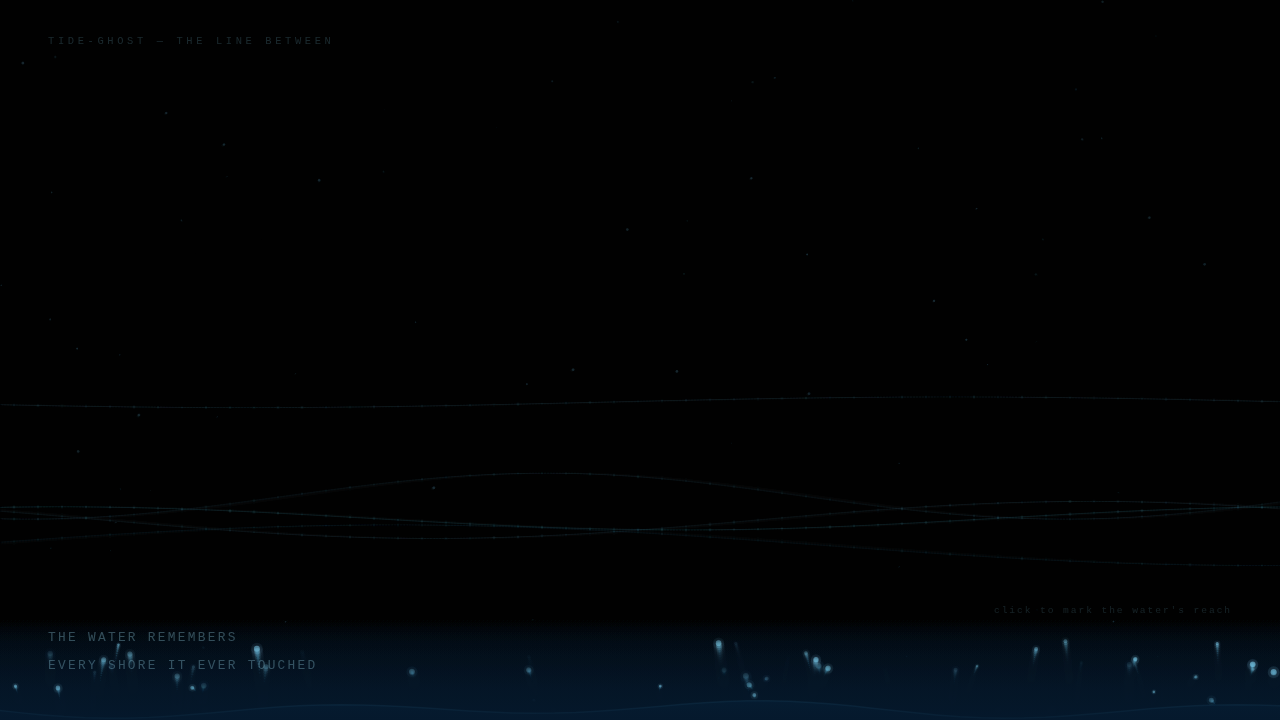 TIDE-GHOST — THE LINE BETWEEN
click to mark the water's reach
THE WATER REMEMBERS
EVERY SHORE IT EVER TOUCHED